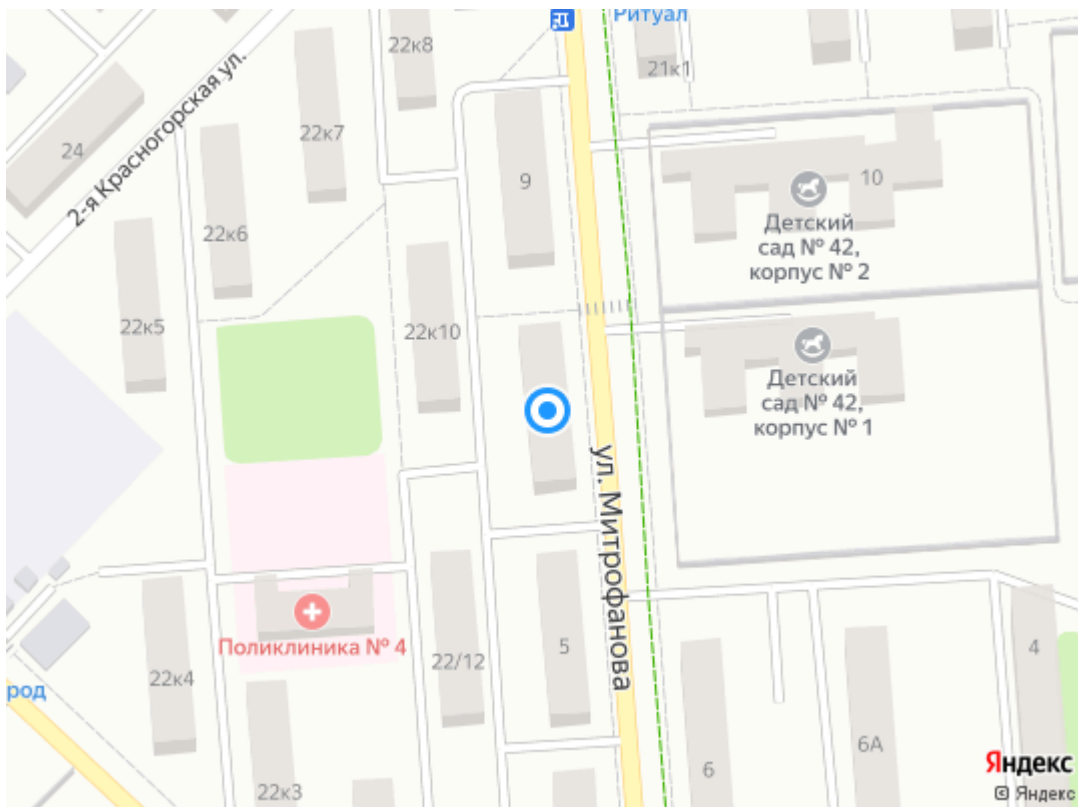 Ритуал
22к8
21к1
2-я Красногорская ул.
24
22к7
9
10
22к6
Детский
сад № 42,
корпус № 2
22к5
22к10
Детский
сад № 42,
корпус № 1
ул. Митрофанова
Поликлиника № 4
22/12
5
4
22к4
род
6
6А
22к3
Яндекс
© Яндекс